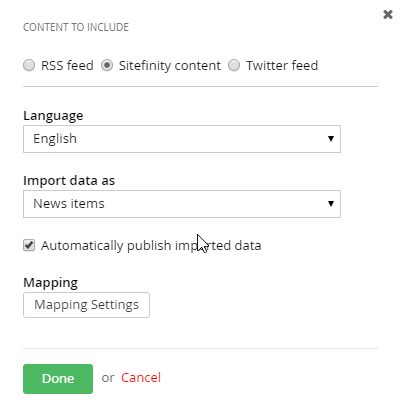 CONTENT TO INCLUDE
RSS feed Sitefinity content Twitter feed
Language
English
Import data as
News items
Automatically publish imported data
Mapping
Mapping Settings
Done or Cancel